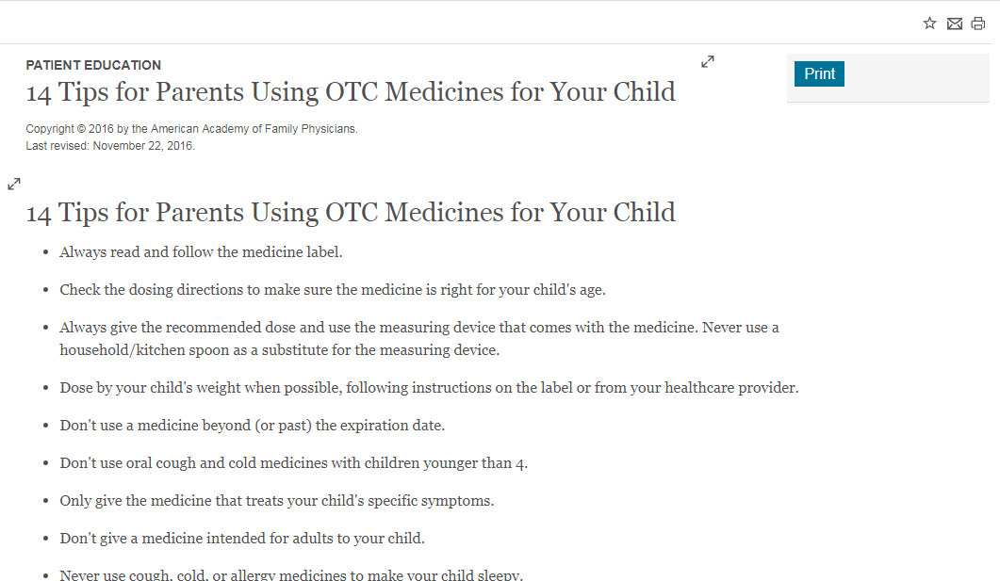 PATIENT EDUCATION
14 Tips for Parents Using OTC Medicines for Your Child
Print
Copyright © 2016 by the American Academy of Family Physicians.
Last revised: November 22, 2016.
14 Tips for Parents Using OTC Medicines for Your Child
• Always read and follow the medicine label.
• Check the dosing directions to make sure the medicine is right for your child's age.
• Always give the recommended dose and use the measuring device that comes with the medicine. Never use a
household/kitchen spoon as a substitute for the measuring device.
• Dose by your child's weight when possible, following instructions on the label or from your healthcare provider.
• Don't use a medicine beyond (or past) the expiration date.
• Don't use oral cough and cold medicines with children younger than 4.
• Only give the medicine that treats your child's specific symptoms.
• Don't give a medicine intended for adults to your child.
• Never use cough, cold, or allergy medicines to make your child sleepy.